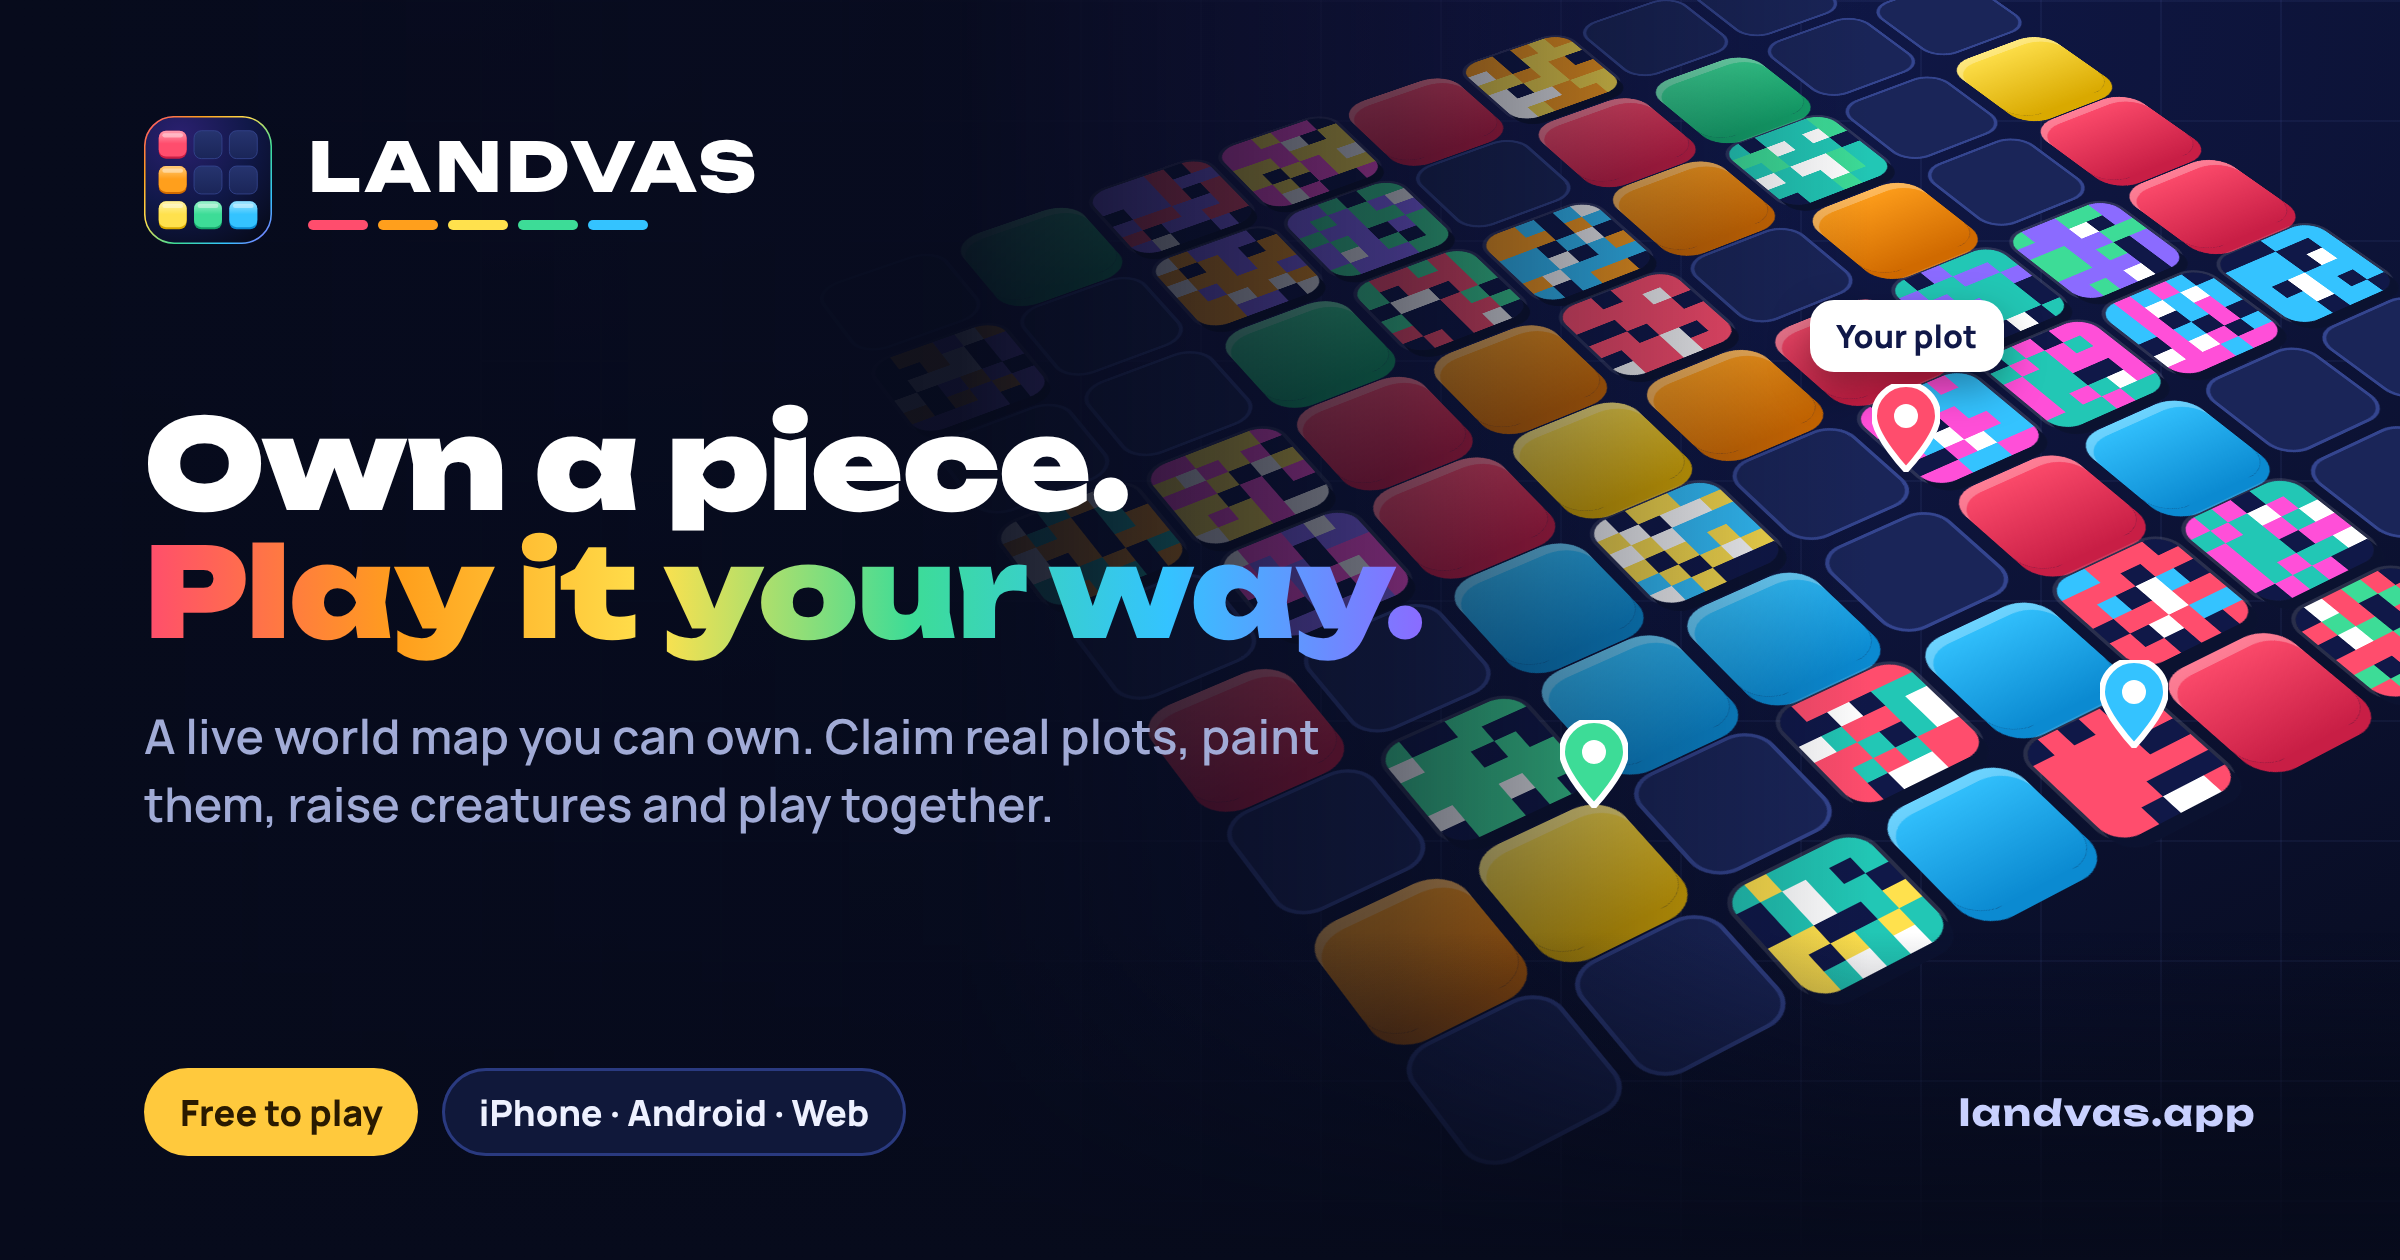 LANDVAS
Own a piece.
Play it your way.
A live world map you can own. Claim real plots, paint
them, raise creatures and play together.
Your plot
Free to play
iPhone · Android · Web
landvas.app